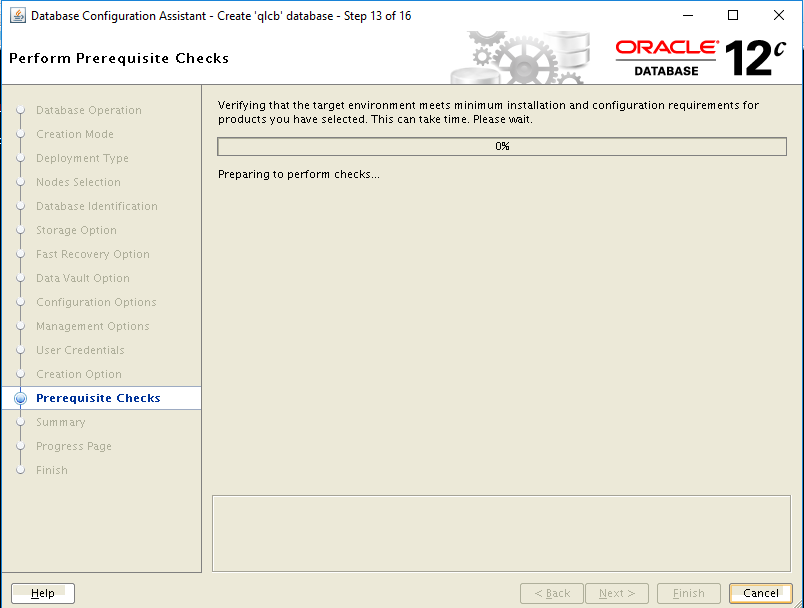 Database Configuration Assistant - Create 'qlcb' database - Step 13 of 16
Perform Prerequisite Checks
ORACLE®
DATABASE
12c
Database Operation
Creation Mode
Deployment Type
Nodes Selection
Database Identification
Storage Option
Fast Recovery Option
Data Vault Option
Configuration Options
Management Options
User Credentials
Creation Option
Prerequisite Checks
Summary
Progress Page
Finish
Verifying that the target environment meets minimum installation and configuration requirements for
products you have selected. This can take time. Please wait.
0%
Preparing to perform checks...
Help
< Back
Next >
Finish
Cancel